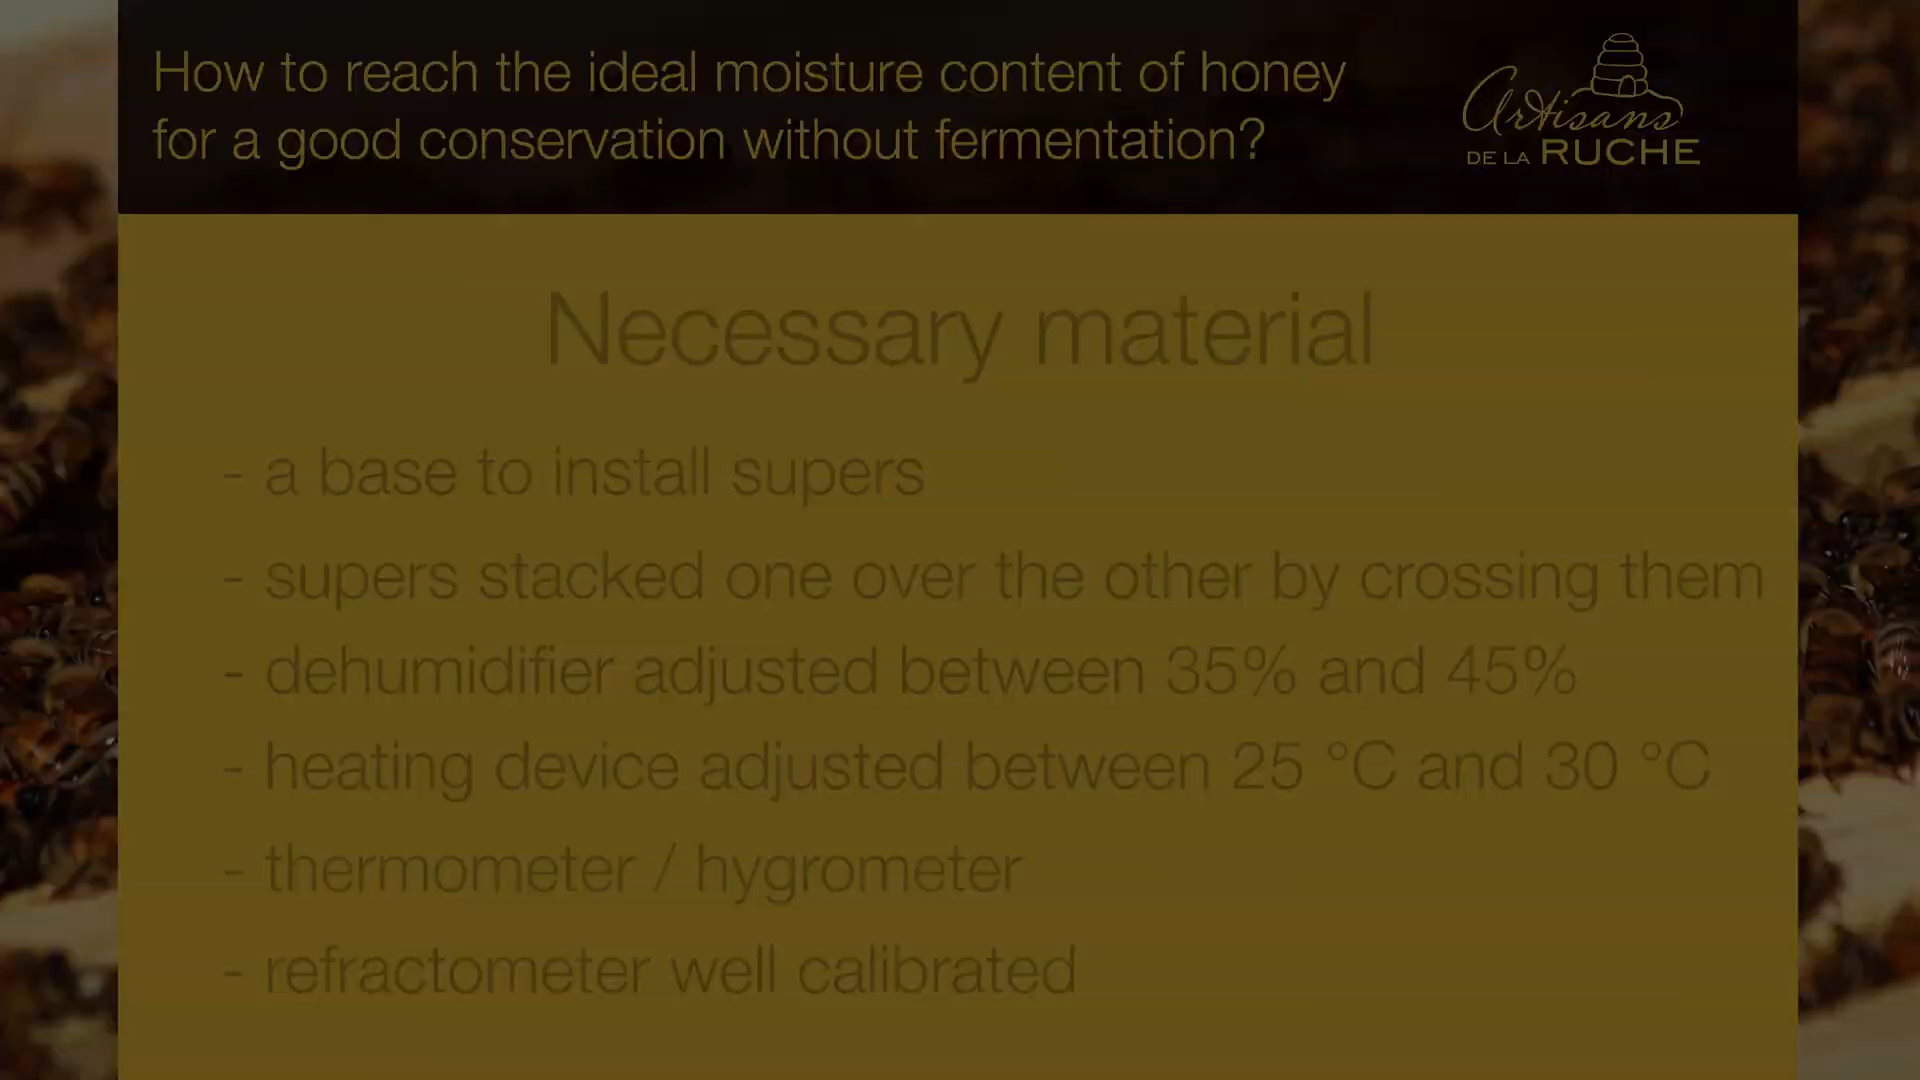 How to reach the ideal moisture content of honey
for a good conservation without fermentation?
Artisans
DE LA RUCHE
Necessary material
- a base to install supers
- supers stacked one over the other by crossing them
- dehumidifier adjusted between 35% and 45%
- heating device adjusted between 25 °C and 30 °C
- thermometer / hygrometer
- refractometer well calibrated